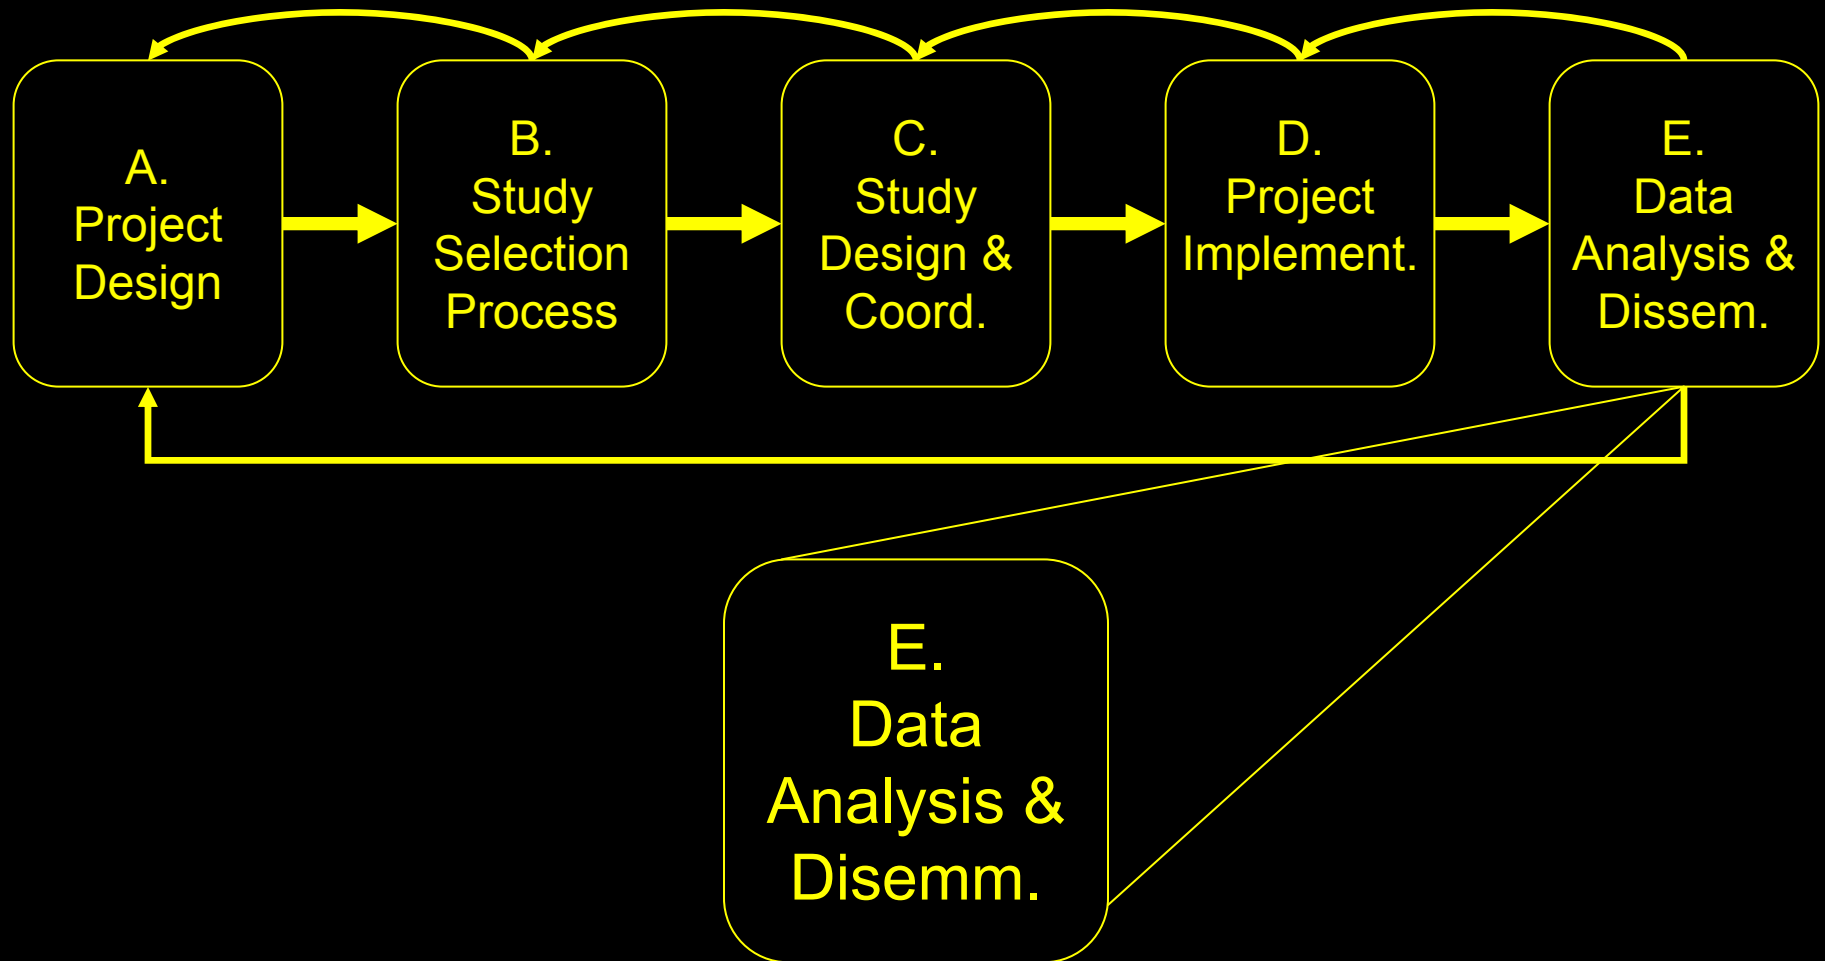 A.
Project
Design
B.
Study
Selection
Process
C.
Study
Design &
Coord.
D.
Project
Implement.
E.
Data
Analysis &
Dissem.
E.
Data
Analysis &
Disemm.